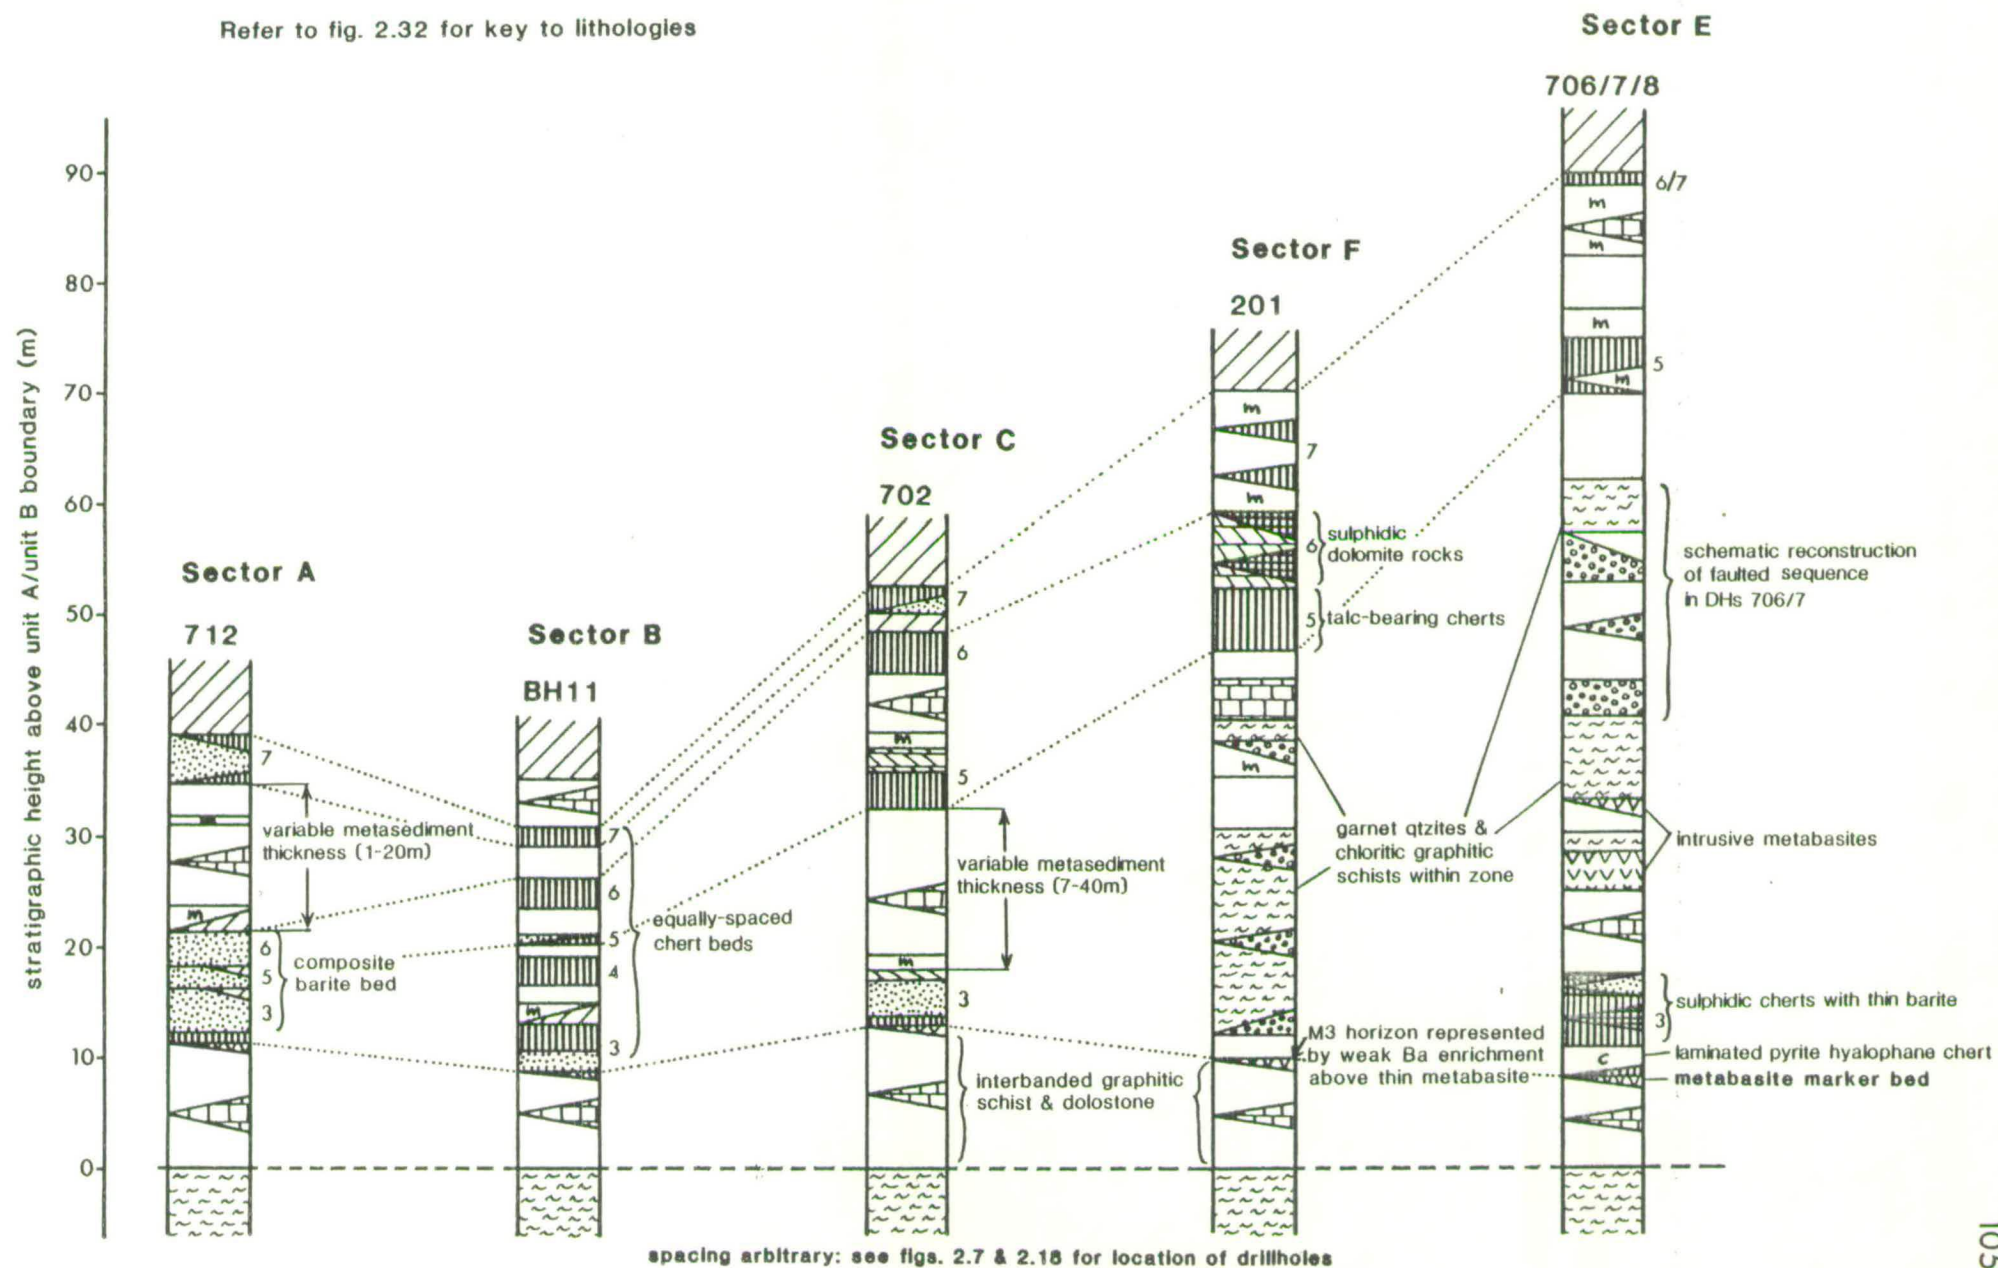 Refer to fig. 2.32 for key to lithologies
Sector E
706/7/8
Sector F
201
Sector C
702
Sector A
712
Sector B
BH11
stratigraphic height above unit A/unit B boundary (m)
90
80
70
60
50
40
30
20
10
0
7
variable metasediment
thickness (1-20m)
m
6
5
3
composite
barite bed
7
6
5
4
m
3
equally-spaced
chert beds
7
6
m
5
variable metasediment
thickness (7-40m)
m
3
interbanded graphitic
schist & dolostone
m
7
m
6
sulphidic
dolomite rocks
5
talc-bearing cherts
m
garnet qtzites &
chloritic graphitic
schists within zone
M3 horizon represented
by weak Ba enrichment
above thin metabasite
6/7
m
m
m
5
m
schematic reconstruction
of faulted sequence
in DHs 706/7
intrusive metabasites
sulphidic cherts with thin barite
3
c
laminated pyrite hyalophane chert
metabasite marker bed
spacing arbitrary: see figs. 2.7 & 2.18 for location of drillholes
105